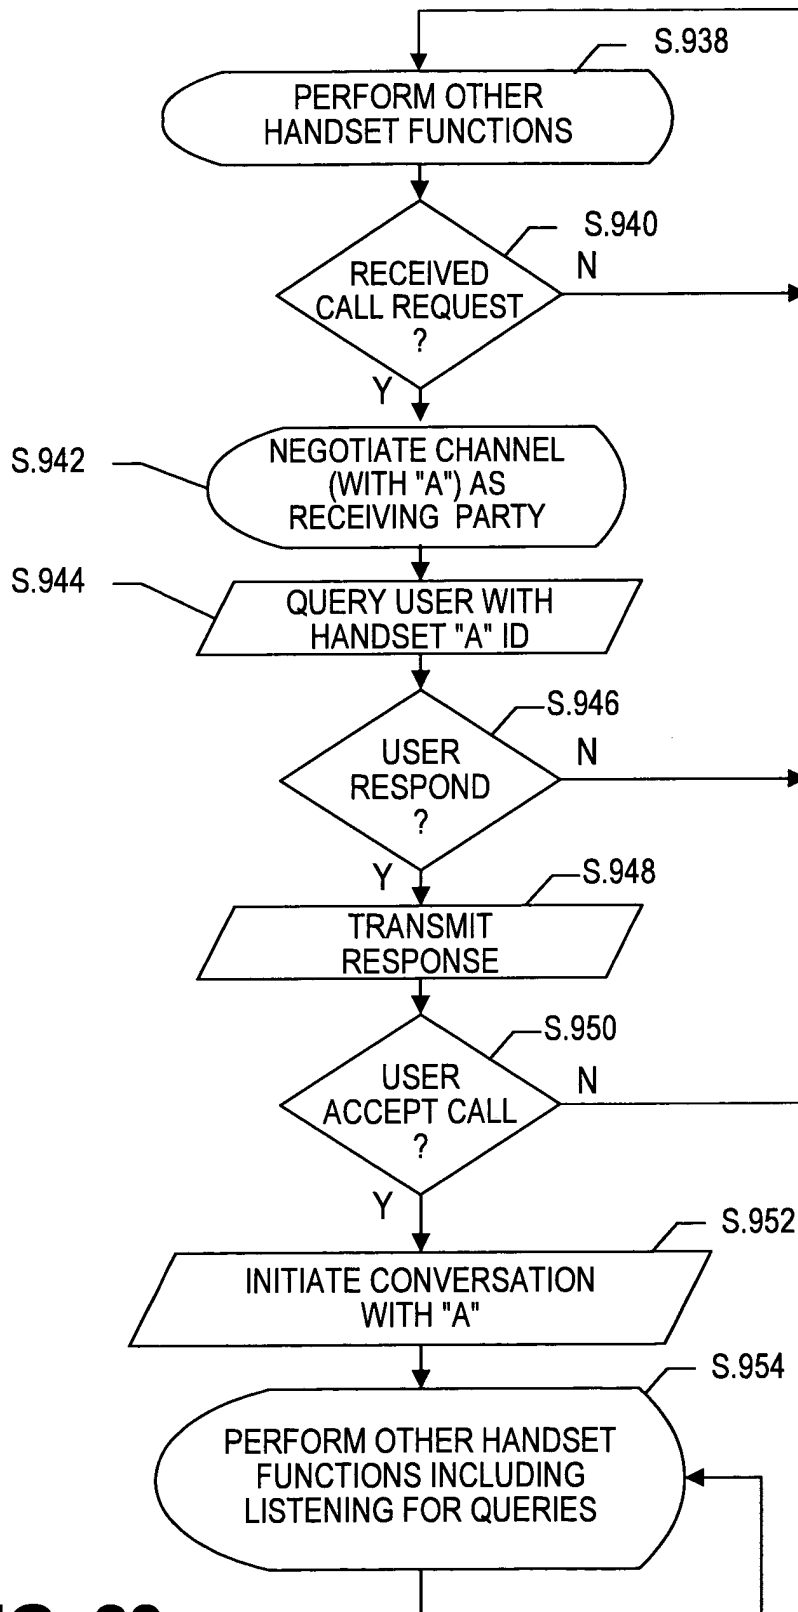 S.938
PERFORM OTHER
HANDSET FUNCTIONS
S.940
N
RECEIVED
CALL REQUEST
?
Y
S.942
NEGOTIATE CHANNEL
(WITH "A") AS
RECEIVING PARTY
S.944
QUERY USER WITH
HANDSET "A" ID
S.946
N
USER
RESPOND
?
Y
S.948
TRANSMIT
RESPONSE
S.950
N
USER
ACCEPT CALL
?
Y
S.952
INITIATE CONVERSATION
WITH "A"
S.954
PERFORM OTHER HANDSET
FUNCTIONS INCLUDING
LISTENING FOR QUERIES